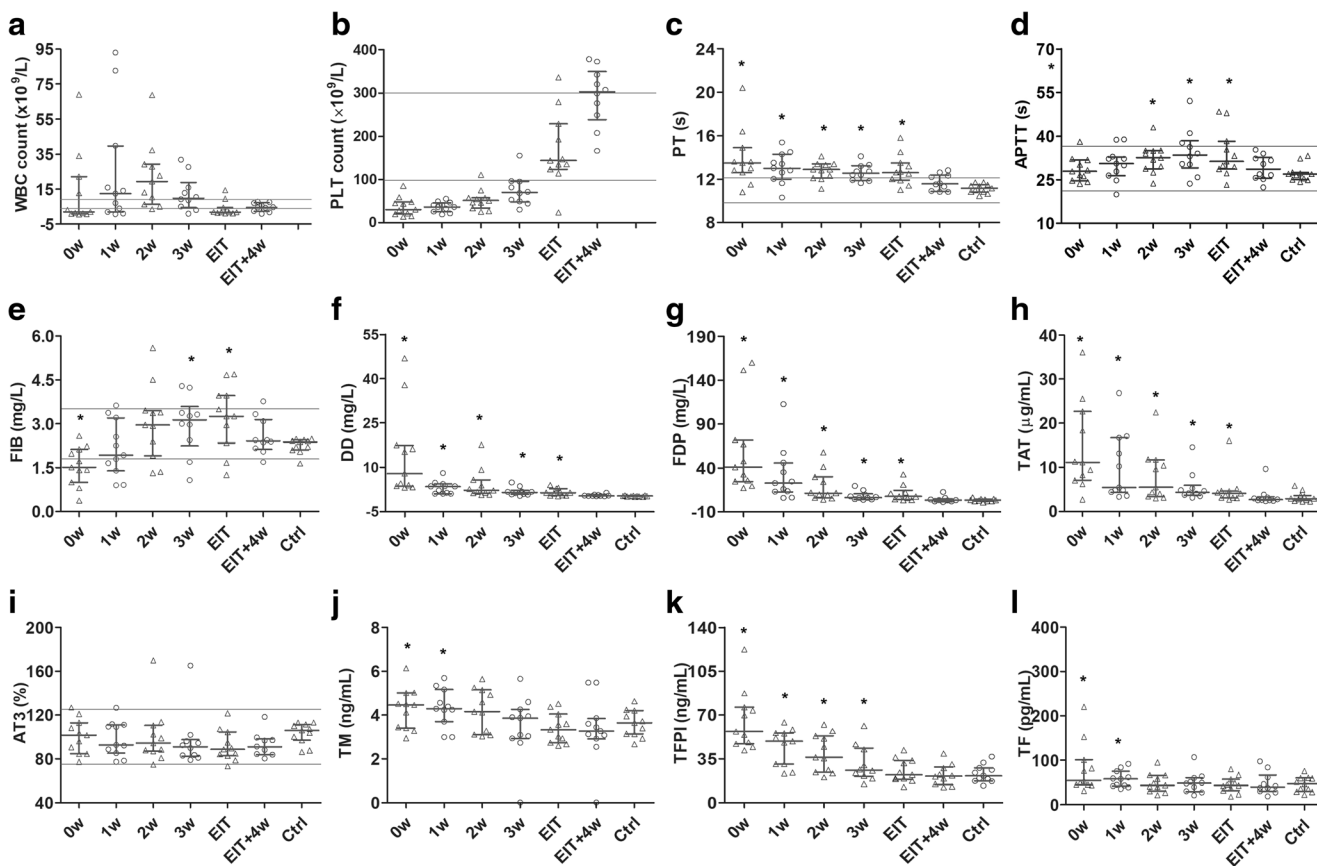 a
WBC count (x10^9/L)
95
75
55
35
15
-5
0w 1w 2w 3w EIT EIT+4w
b
PLT count (×10^9/L)
400
300
200
100
0
0w 1w 2w 3w EIT EIT+4w
c
PT (s)
24
20
16
12
8
* * * * *
0w 1w 2w 3w EIT EIT+4w Ctrl
d
APTT (s)
70
55
40
25
10
* * * *
0w 1w 2w 3w EIT EIT+4w Ctrl
e
FIB (mg/L)
6.0
4.5
3.0
1.5
0.0
* * *
0w 1w 2w 3w EIT EIT+4w Ctrl
f
DD (mg/L)
55
40
25
10
-5
* * * * *
0w 1w 2w 3w EIT EIT+4w Ctrl
g
FDP (mg/L)
190
140
90
40
-10
* * * * *
0w 1w 2w 3w EIT EIT+4w Ctrl
h
TAT (μg/mL)
40
30
20
10
0
* * * * *
0w 1w 2w 3w EIT EIT+4w Ctrl
i
AT3 (%)
200
160
120
80
40
0w 1w 2w 3w EIT EIT+4w Ctrl
j
TM (ng/mL)
8
6
4
2
0
* *
0w 1w 2w 3w EIT EIT+4w Ctrl
k
TFPI(ng/mL)
140
105
70
35
0
* * * *
0w 1w 2w 3w EIT EIT+4w Ctrl
l
TF (pg/mL)
400
300
200
100
0
* *
0w 1w 2w 3w EIT EIT+4w Ctrl